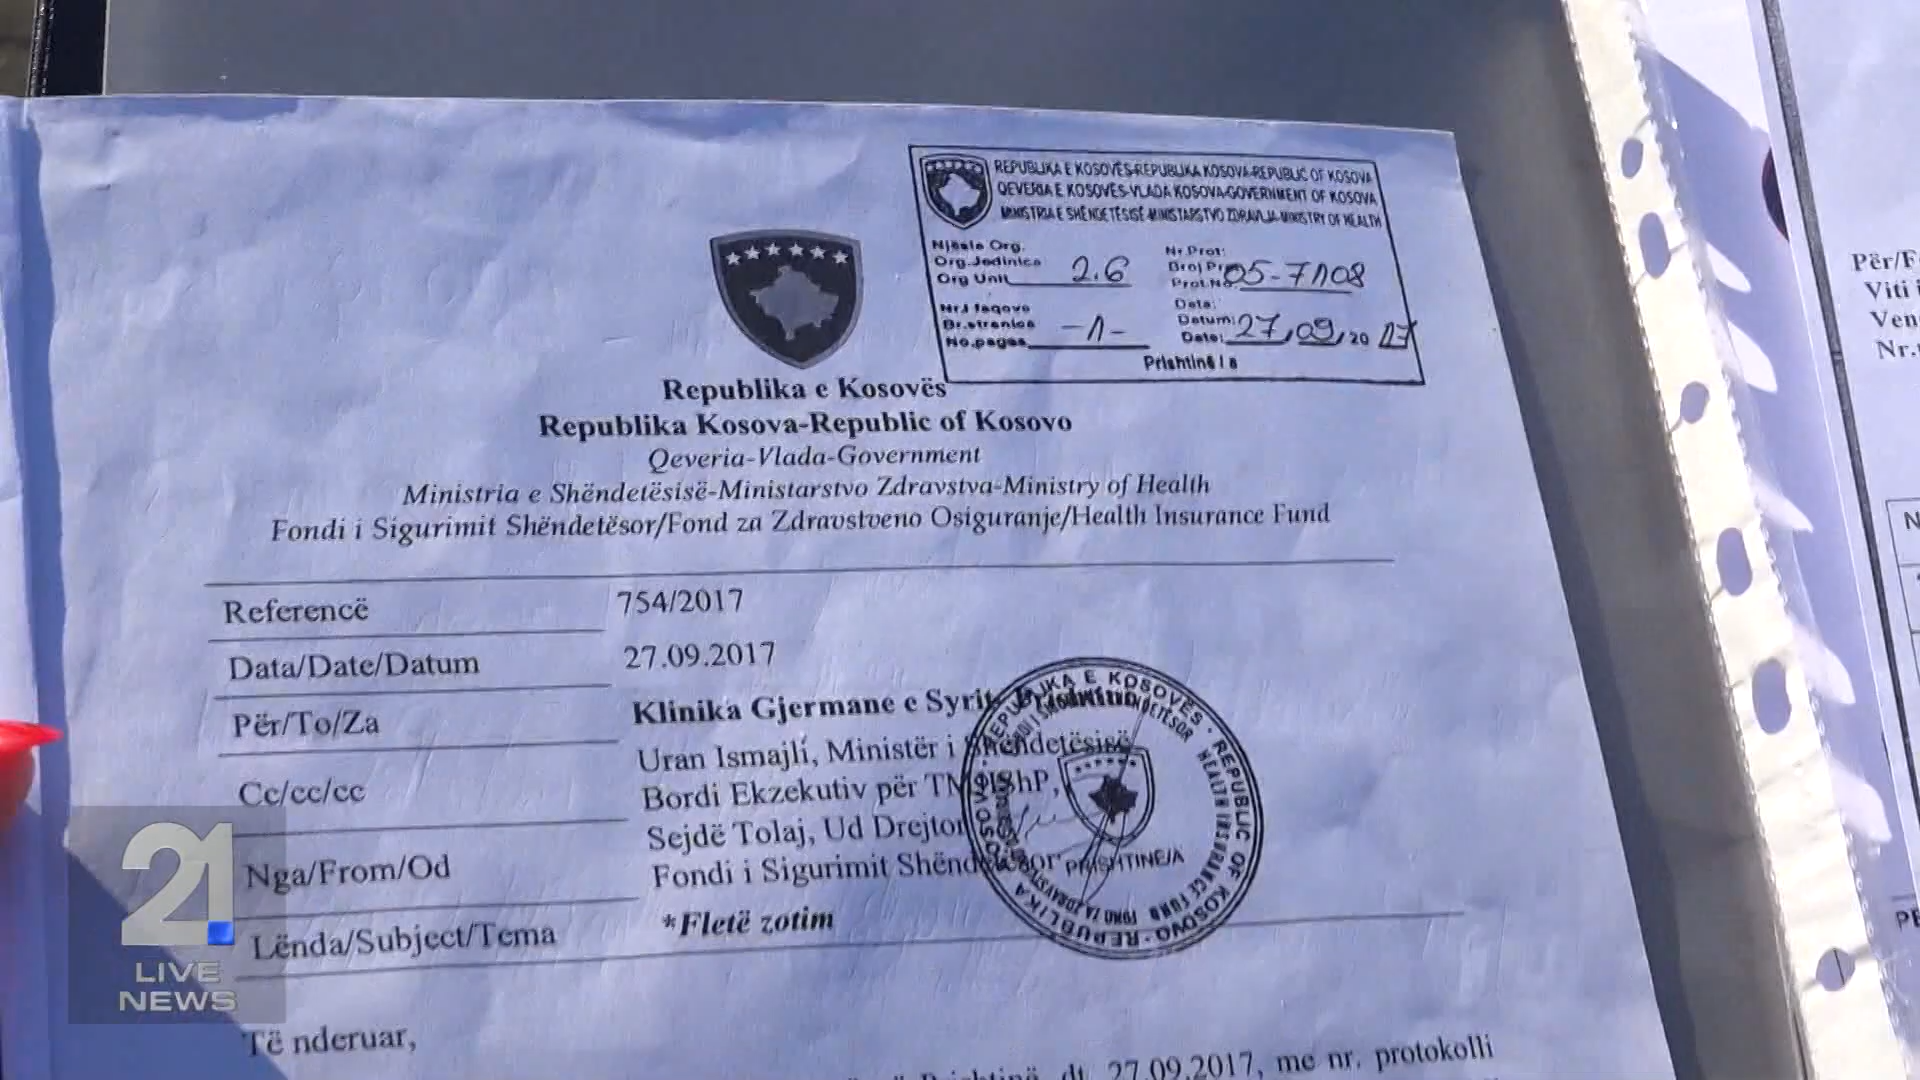 REPUBLIKA E KOSOVËS-REPUBLIKA KOSOVA-REPUBLIC OF KOSOVA
QEVERIA E KOSOVËS-VLADA KOSOVA-GOVERNMENT OF KOSOVA
MINISTRIA E SHËNDETËSISË-MINISTARSTVO ZDRAVLJA-MINISTRY OF HEALTH
Njësia Org.
Org.Jedinica
Org Unit 2.6
Nr.Prot:
Broj Pr
Prot.No. 05-7108
Nr.i faqeve
Br.stranica
No.pages -1-
Data:
Datum:
Date: 27,09,2017
Prishtinë / a
Republika e Kosovës
Republika Kosova-Republic of Kosovo
Qeveria-Vlada-Government
Ministria e Shëndetësisë-Ministarstvo Zdravstva-Ministry of Health
Fondi i Sigurimit Shëndetësor/Fond za Zdravstveno Osiguranje/Health Insurance Fund
Referencë 754/2017
Data/Date/Datum 27.09.2017
Për/To/Za Klinika Gjermane e Syrit,
Cc/cc/cc Uran Ismajli, Ministër i Shëndetësisë
Bordi Ekzekutiv për
Nga/From/Od Sejdë Tolaj, Ud Drejtor
Fondi i Sigurimit Shëndetësor
Lënda/Subject/Tema *Fletë zotim
REPUBLIKA E KOSOVËS · REPUBLIC OF KOSOVO · REPUBLIKA KOSOVO
HEALTH INSURANCE FUND
PRISHTINË/A
Të nderuar,
dt. 27.09.2017, me nr. protokolli
21
LIVE
NEWS
Për/F
Viti i
Ven
Nr.